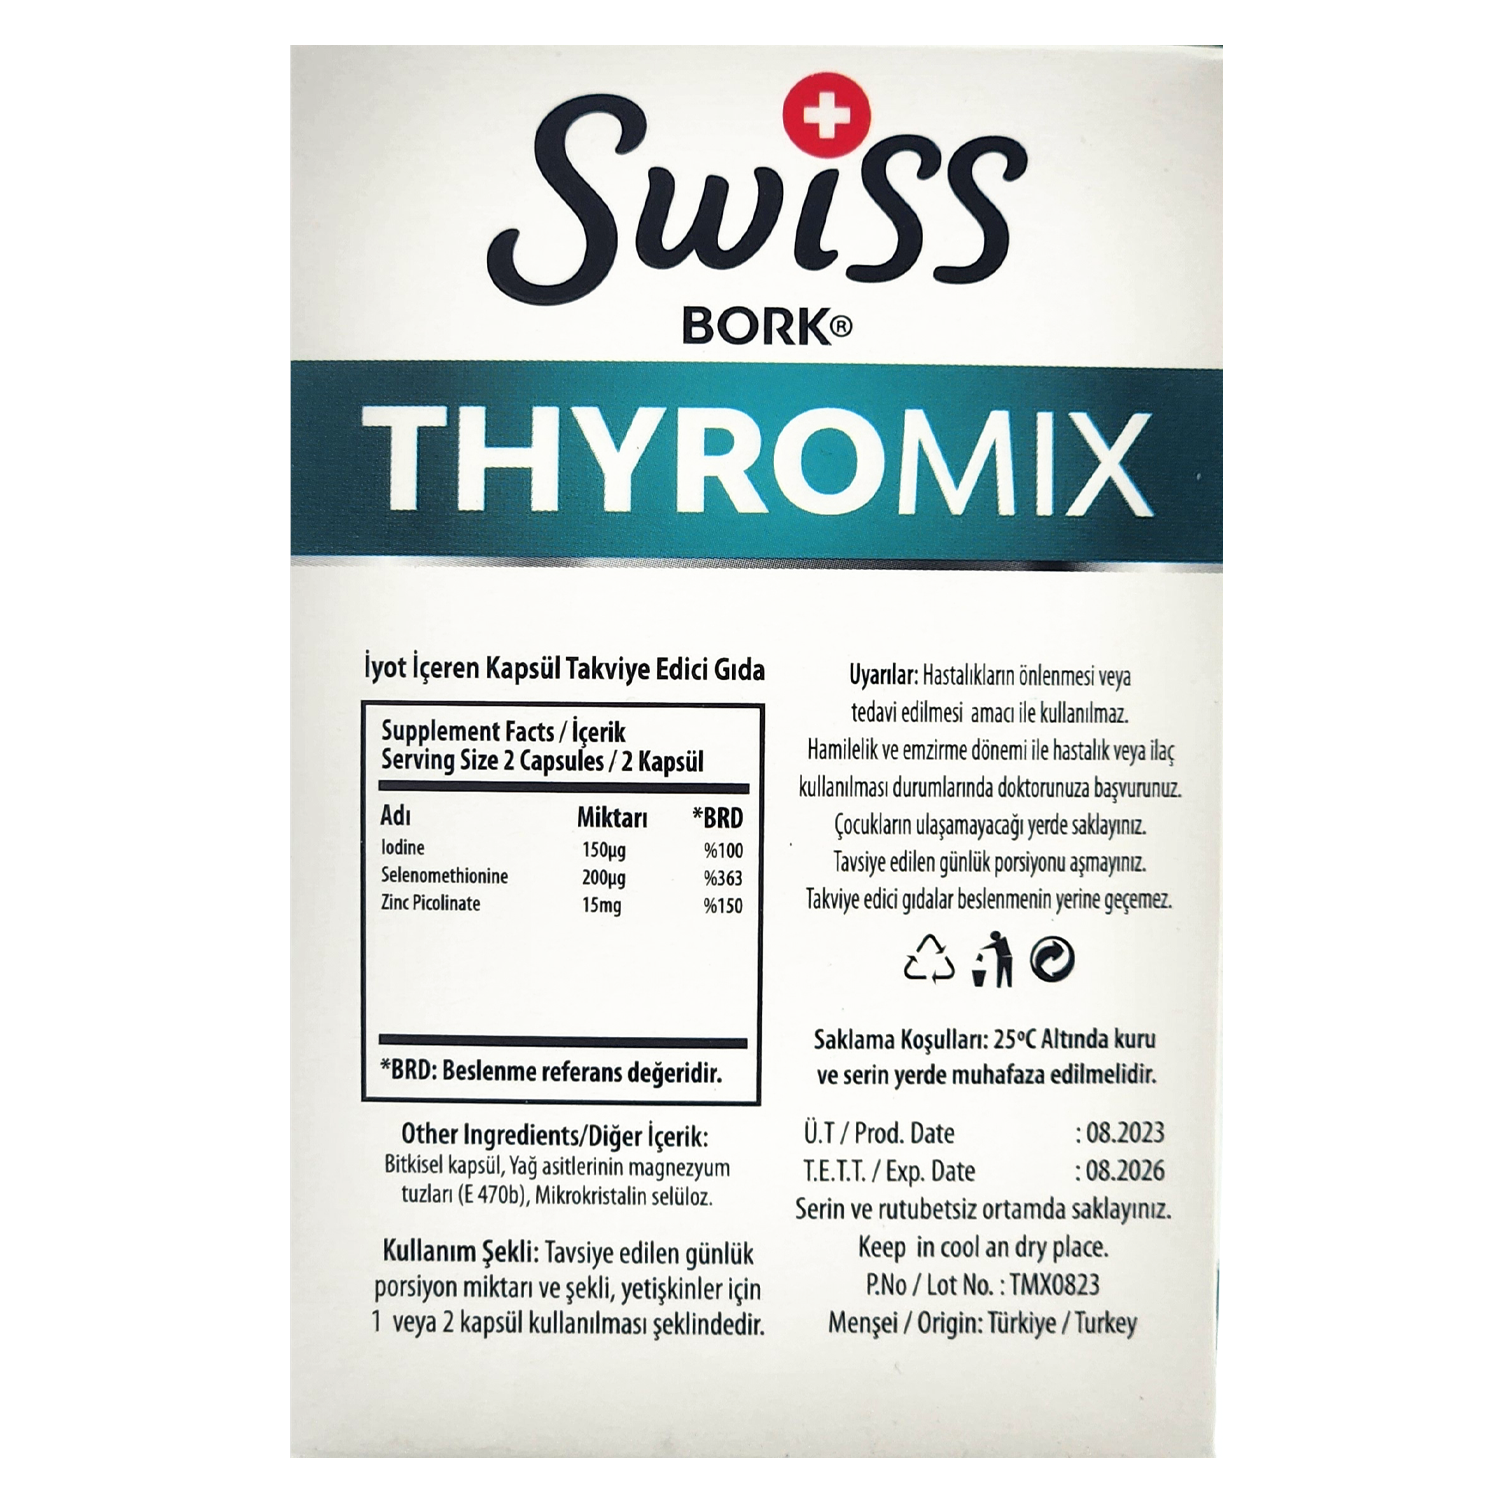 Swiss
BORK®
THYROMIX
İyot İçeren Kapsül Takviye Edici Gıda
Supplement Facts / İçerik
Serving Size 2 Capsules / 2 Kapsül
Adı Miktarı *BRD
Iodine 150µg %100
Selenomethionine 200µg %363
Zinc Picolinate 15mg %150
*BRD: Beslenme referans değeridir.
Other Ingredients/Diğer İçerik:
Bitkisel kapsül, Yağ asitlerinin magnezyum
tuzları (E 470b), Mikrokristalin selüloz.
Kullanım Şekli: Tavsiye edilen günlük
porsiyon miktarı ve şekli, yetişkinler için
1 veya 2 kapsül kullanılması şeklindedir.
Uyarılar: Hastalıkların önlenmesi veya
tedavi edilmesi amacı ile kullanılmaz.
Hamilelik ve emzirme dönemi ile hastalık veya ilaç
kullanılması durumlarında doktorunuza başvurunuz.
Çocukların ulaşamayacağı yerde saklayınız.
Tavsiye edilen günlük porsiyonu aşmayınız.
Takviye edici gıdalar beslenmenin yerine geçemez.
Saklama Koşulları: 25ºC Altında kuru
ve serin yerde muhafaza edilmelidir.
Ü.T / Prod. Date : 08.2023
T.E.T.T. / Exp. Date : 08.2026
Serin ve rutubetsiz ortamda saklayınız.
Keep in cool an dry place.
P.No / Lot No. : TMX0823
Menşei / Origin: Türkiye / Turkey